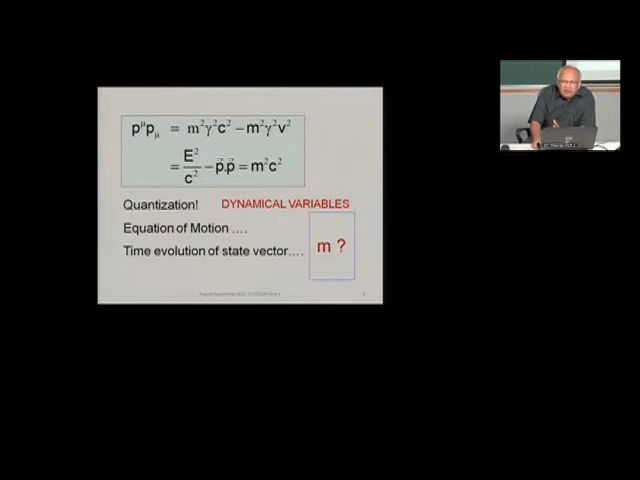 pᵘpᵤ = m²γ²c² − m²γ²v²
= E²/c² − p⃗.p⃗ = m²c²
Quantization! DYNAMICAL VARIABLES
Equation of Motion ....
Time evolution of state vector.... m ?